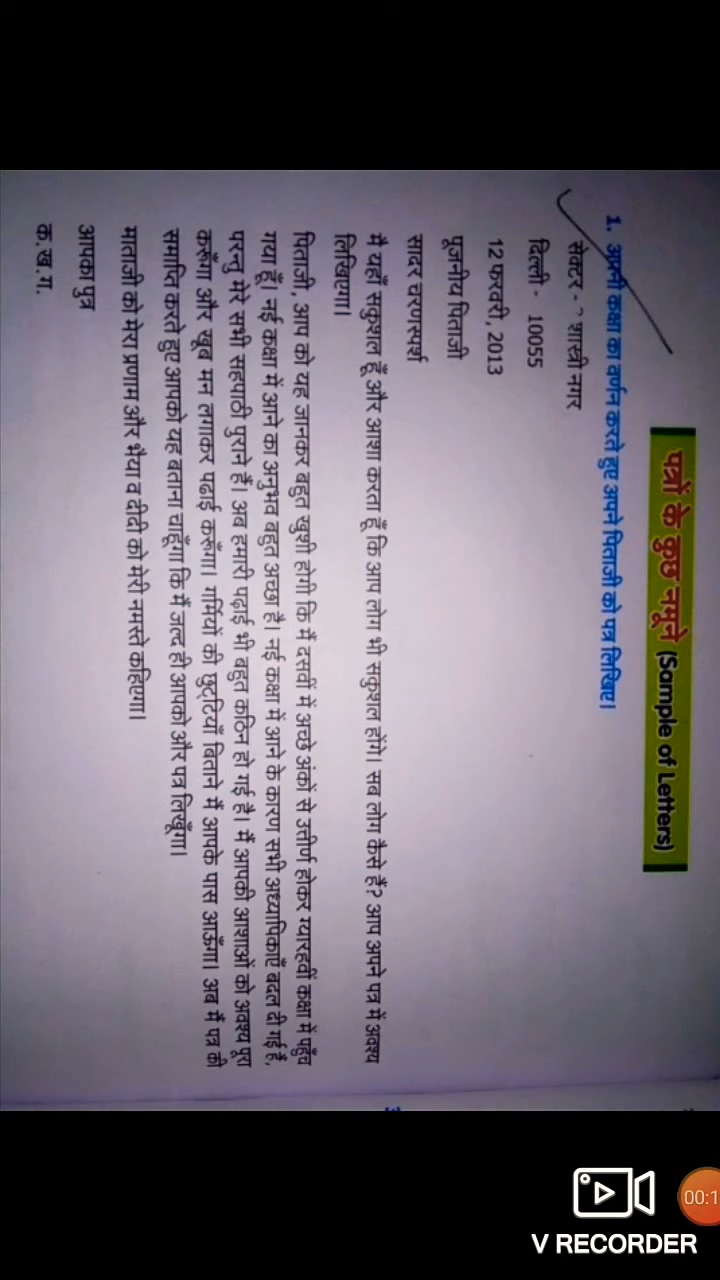 पत्रों के कुछ नमूने (Sample of Letters)
1. अपनी कक्षा का वर्णन करते हुए अपने पिताजी को पत्र लिखिए।
सेक्टर - शास्त्री नगर
दिल्ली - 10055
12 फरवरी, 2013
पूजनीय पिताजी
सादर चरणस्पर्श
मै यहाँ सकुशल हूँ और आशा करता हूँ कि आप लोग भी सकुशल होंगे। सब लोग कैसे हैं? आप अपने पत्र में अवश्य
लिखिएगा।
पिताजी, आप को यह जानकर बहुत खुशी होगी कि मैं दसवीं में अच्छे अंकों से उत्तीर्ण होकर ग्यारहवीं कक्षा में पहुँच
गया हूँ। नई कक्षा में आने का अनुभव बहुत अच्छा है। नई कक्षा में आने के कारण सभी अध्यापिकाएँ बदल दी गई हैं,
परन्तु मेरे सभी सहपाठी पुराने हैं। अब हमारी पढ़ाई भी बहुत कठिन हो गई है। मैं आपकी आशाओं को अवश्य पूरा
करूँगा और खूब मन लगाकर पढ़ाई करूँगा। गर्मियों की छुट्टियाँ बिताने मैं आपके पास आऊँगा। अब मैं पत्र की
समाप्ति करते हुए आपको यह बताना चाहूँगा कि मैं जल्द ही आपको और पत्र लिखूँगा।
माताजी को मेरा प्रणाम और भैया व दीदी को मेरी नमस्ते कहिएगा।
आपका पुत्र
क.ख.ग.
00:1
V RECORDER